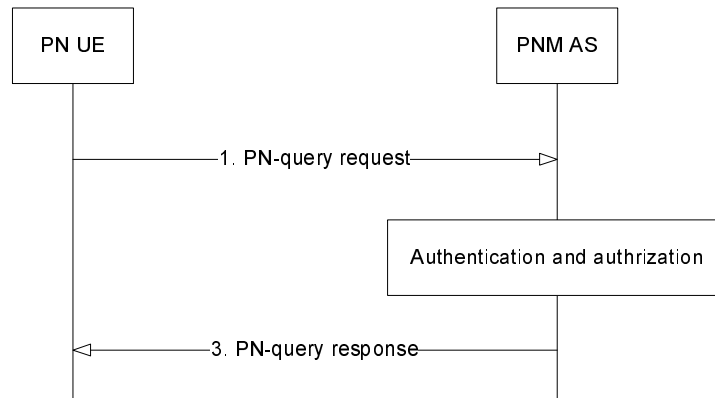 PN UE
PNM AS
1. PN-query request
Authentication and authrization
3. PN-query response